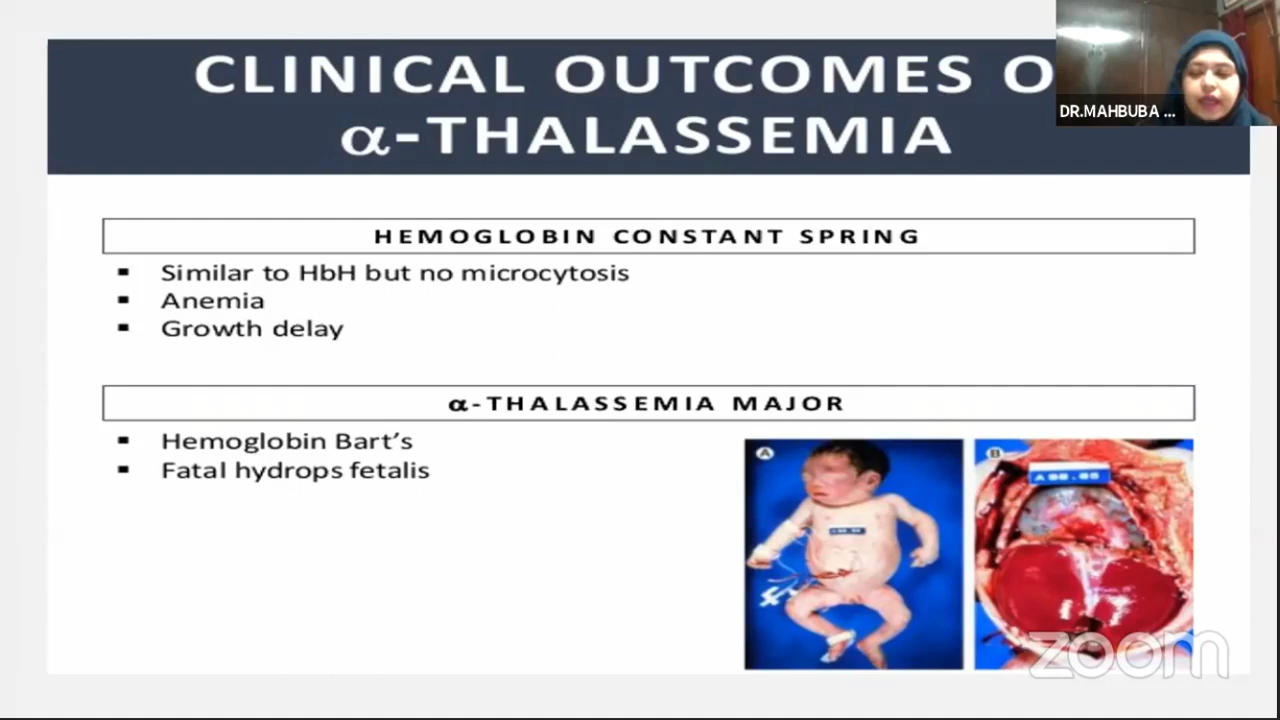 CLINICAL OUTCOMES O
α-THALASSEMIA
DR.MAHBUBA ...
HEMOGLOBIN CONSTANT SPRING
▪ Similar to HbH but no microcytosis
▪ Anemia
▪ Growth delay
α-THALASSEMIA MAJOR
▪ Hemoglobin Bart's
▪ Fatal hydrops fetalis
A
B
zoom